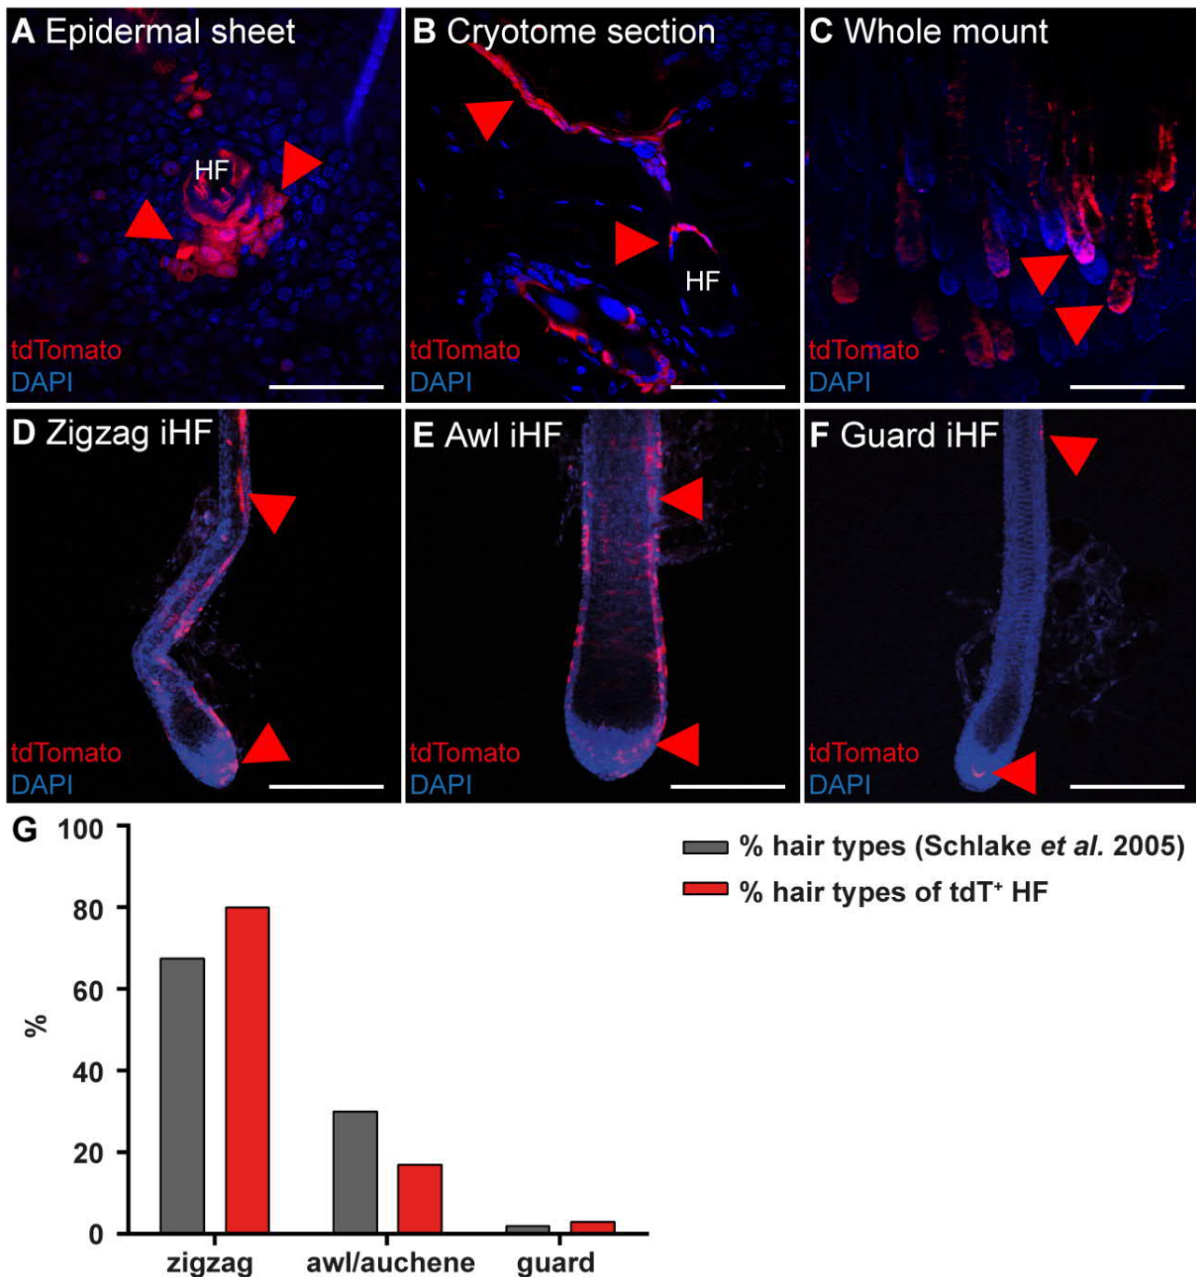 A Epidermal sheet
HF
tdTomato
DAPI
B Cryotome section
HF
tdTomato
DAPI
C Whole mount
tdTomato
DAPI
D Zigzag iHF
tdTomato
DAPI
E Awl iHF
tdTomato
DAPI
F Guard iHF
tdTomato
DAPI
G
100
80
60
40
20
0
%
zigzag
awl/auchene
guard
% hair types (Schlake et al. 2005)
% hair types of tdT⁺ HF